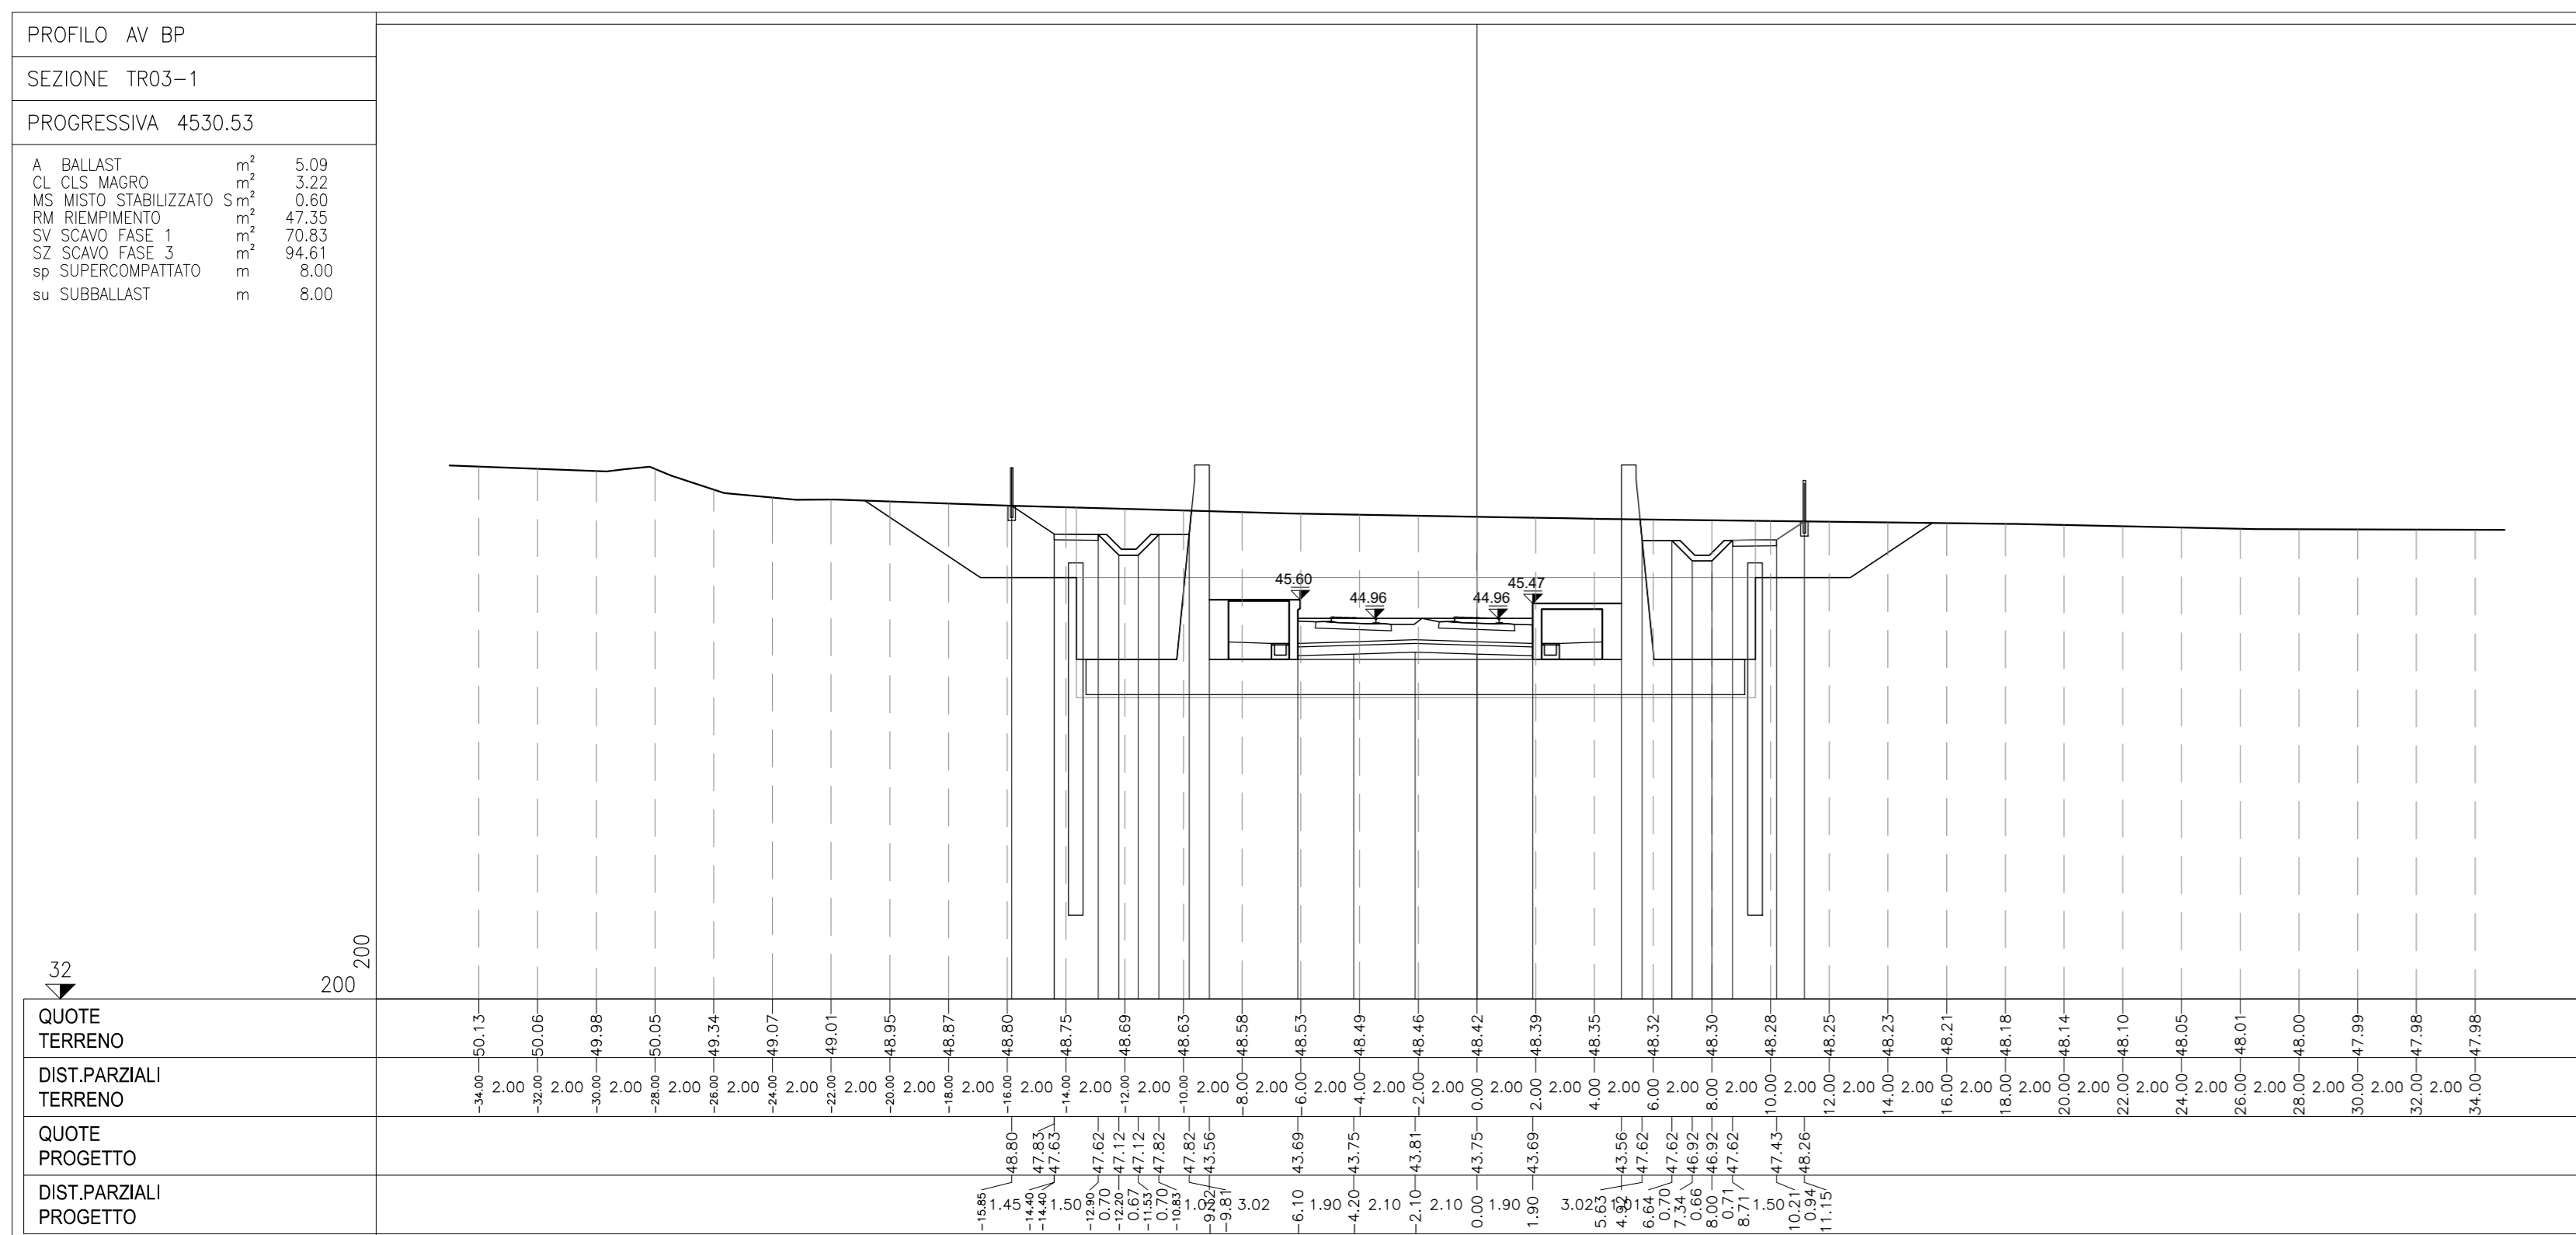 PROFILO AV BP
SEZIONE TR03-1
PROGRESSIVA 4530.53
A BALLAST m² 5.09
CL CLS MAGRO m² 3.22
MS MISTO STABILIZZATO S m² 0.60
RM RIEMPIMENTO m² 47.35
SV SCAVO FASE 1 m² 70.83
SZ SCAVO FASE 3 m² 94.61
sp SUPERCOMPATTATO m 8.00
su SUBBALLAST m 8.00
45.60 44.96 44.96 45.47
32 200 200
QUOTE TERRENO
50.13 50.06 49.98 50.05 49.34 49.07 49.01 48.95 48.87 48.80 48.75 48.69 48.63 48.58 48.53 48.49 48.46 48.42 48.39 48.35 48.32 48.30 48.28 48.25 48.23 48.21 48.18 48.14 48.10 48.05 48.01 48.00 47.99 47.98 47.98
DIST.PARZIALI TERRENO
-34.00 2.00 -32.00 2.00 -30.00 2.00 -28.00 2.00 -26.00 2.00 -24.00 2.00 -22.00 2.00 -20.00 2.00 -18.00 2.00 -16.00 2.00 -14.00 2.00 -12.00 2.00 -10.00 2.00 -8.00 2.00 -6.00 2.00 -4.00 2.00 -2.00 2.00 0.00 2.00 2.00 2.00 4.00 2.00 6.00 2.00 8.00 2.00 10.00 2.00 12.00 2.00 14.00 2.00 16.00 2.00 18.00 2.00 20.00 2.00 22.00 2.00 24.00 2.00 26.00 2.00 28.00 2.00 30.00 2.00 32.00 2.00 34.00
QUOTE PROGETTO
48.80 47.83 47.63 47.62 47.12 47.12 47.82 47.82 43.56 43.69 43.75 43.81 43.75 43.69 43.56 47.62 47.62 46.92 46.92 47.62 47.43 48.26
DIST.PARZIALI PROGETTO
-15.85 1.45 -14.40 -14.40 1.50 -12.90 0.70 -12.20 0.67 -11.53 0.70 -10.83 1.02 -9.81 3.02 -6.10 1.90 -4.20 2.10 -2.10 2.10 0.00 1.90 1.90 3.02 4.92 5.63 1.01 6.64 0.70 7.34 0.66 8.00 0.71 8.71 1.50 10.21 0.94 11.15